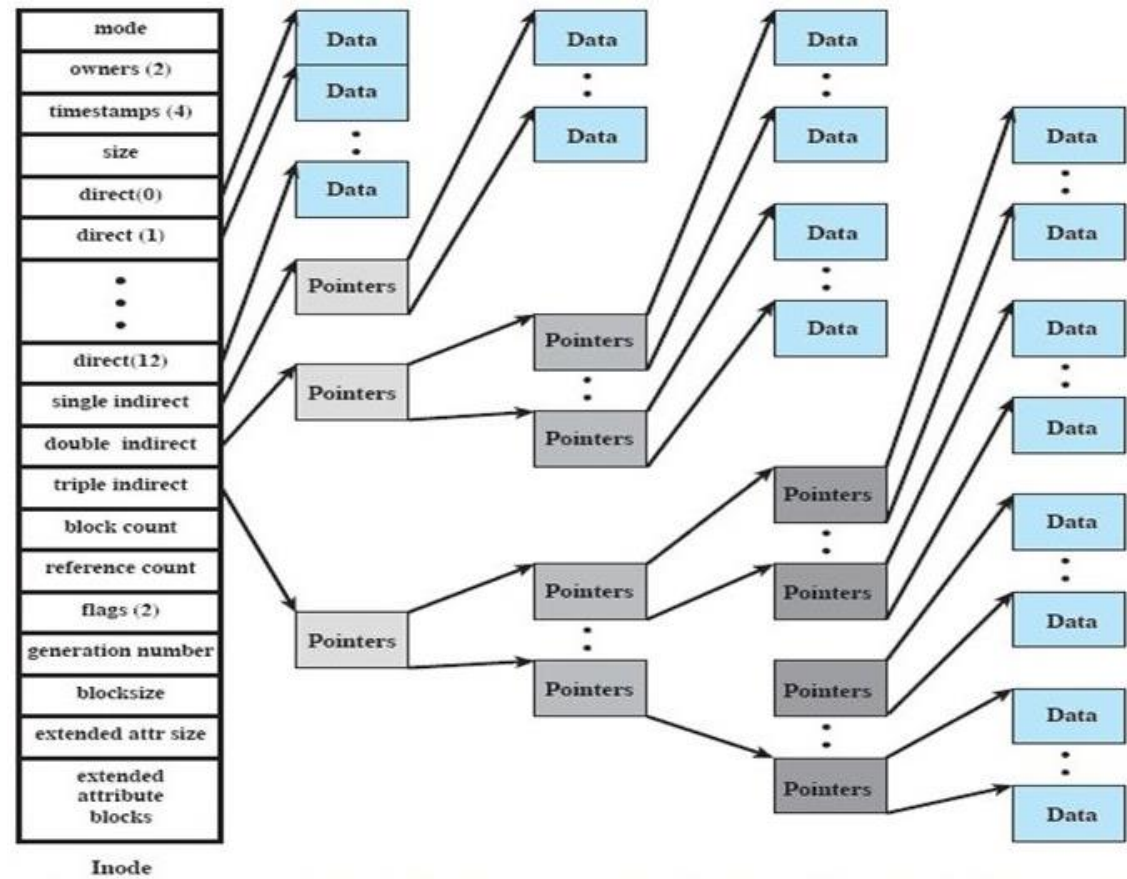 mode
owners (2)
timestamps (4)
size
direct(0)
direct (1)
direct(12)
single indirect
double indirect
triple indirect
block count
reference count
flags (2)
generation number
blocksize
extended attr size
extended
attribute
blocks
Inode
Data
Data
Data
Pointers
Pointers
Pointers
Data
Data
Pointers
Pointers
Pointers
Pointers
Data
Data
Data
Data
Pointers
Pointers
Pointers
Pointers
Data
Data
Data
Data
Data
Data
Data
Data